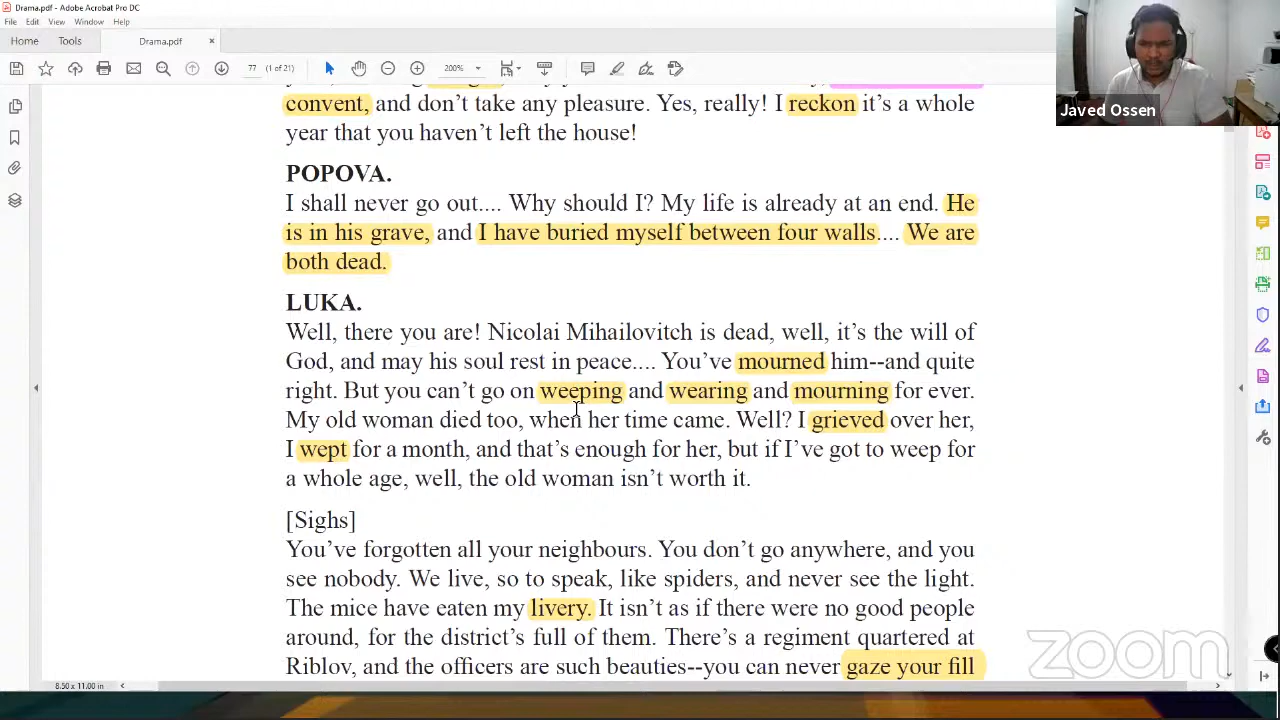 Drama.pdf - Adobe Acrobat Pro DC
File Edit View Window Help
Home Tools Drama.pdf ×
77 (1 of 21) 200%
convent, and don't take any pleasure. Yes, really! I reckon it's a whole
year that you haven't left the house!
POPOVA.
I shall never go out.... Why should I? My life is already at an end. He
is in his grave, and I have buried myself between four walls.... We are
both dead.
LUKA.
Well, there you are! Nicolai Mihailovitch is dead, well, it's the will of
God, and may his soul rest in peace.... You've mourned him--and quite
right. But you can't go on weeping and wearing and mourning for ever.
My old woman died too, when her time came. Well? I grieved over her,
I wept for a month, and that's enough for her, but if I've got to weep for
a whole age, well, the old woman isn't worth it.
[Sighs]
You've forgotten all your neighbours. You don't go anywhere, and you
see nobody. We live, so to speak, like spiders, and never see the light.
The mice have eaten my livery. It isn't as if there were no good people
around, for the district's full of them. There's a regiment quartered at
Riblov, and the officers are such beauties--you can never gaze your fill
8.50 x 11.00 in
Javed Ossen
zoom